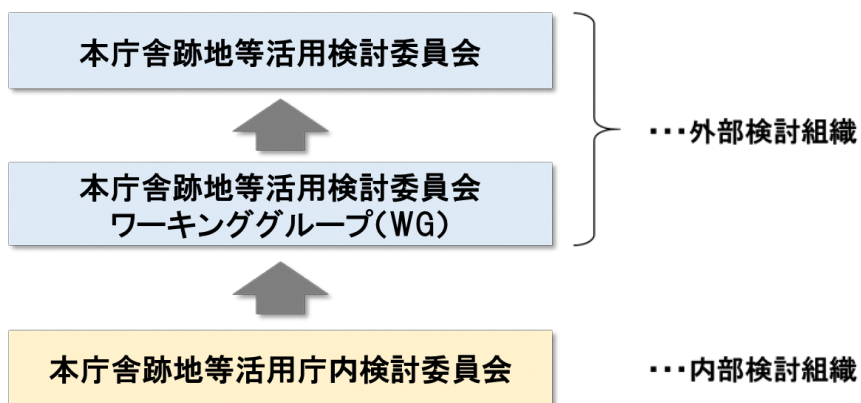 本庁舎跡地等活用検討委員会
・・・外部検討組織
本庁舎跡地等活用検討委員会
ワーキンググループ(WG)
本庁舎跡地等活用庁内検討委員会
・・・内部検討組織